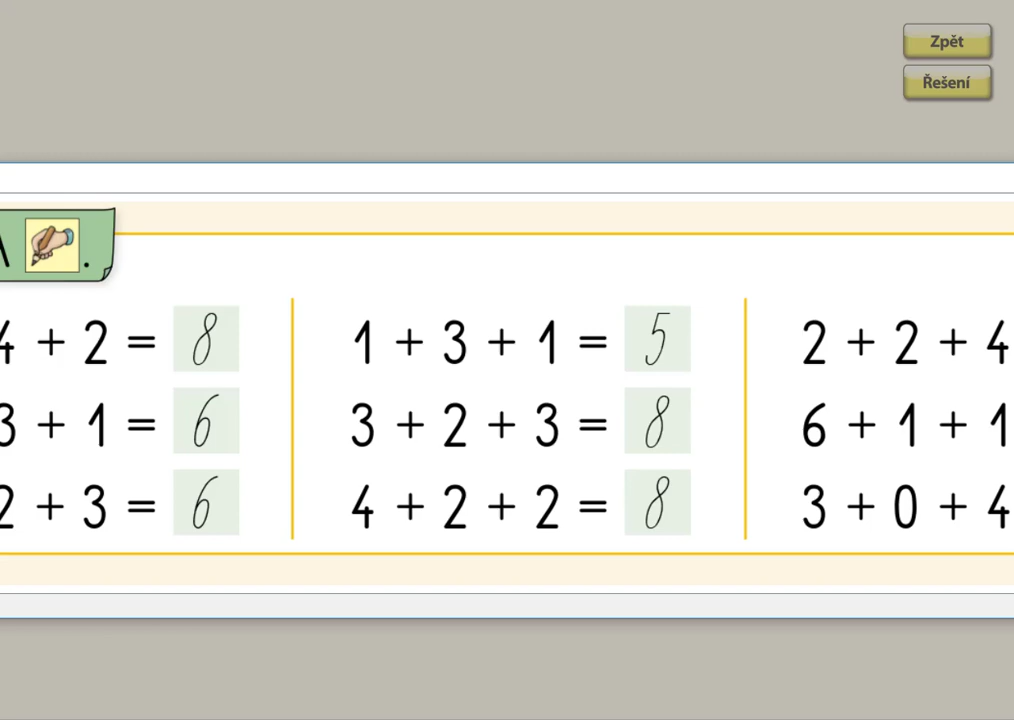 Zpět
Řešení
.
4 + 2 = 8
3 + 1 = 6
2 + 3 = 6
1 + 3 + 1 = 5
3 + 2 + 3 = 8
4 + 2 + 2 = 8
2 + 2 + 4
6 + 1 + 1
3 + 0 + 4